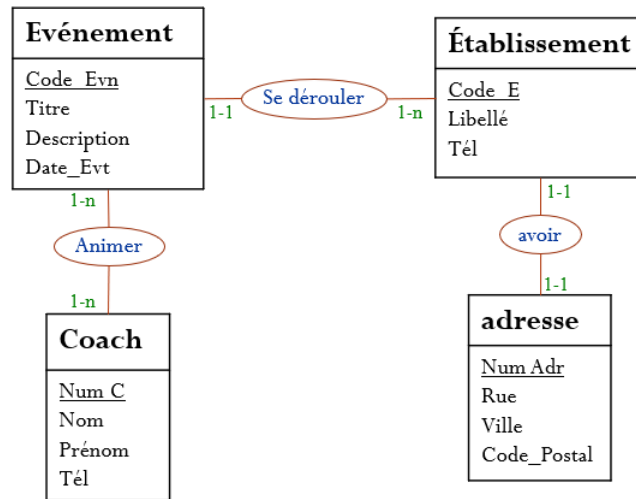 Evénement
Code_Evn
Titre
Description
Date_Evt
1-1
Se dérouler
1-n
Établissement
Code_E
Libellé
Tél
1-n
Animer
1-n
1-1
avoir
1-1
Coach
Num C
Nom
Prénom
Tél
adresse
Num Adr
Rue
Ville
Code_Postal